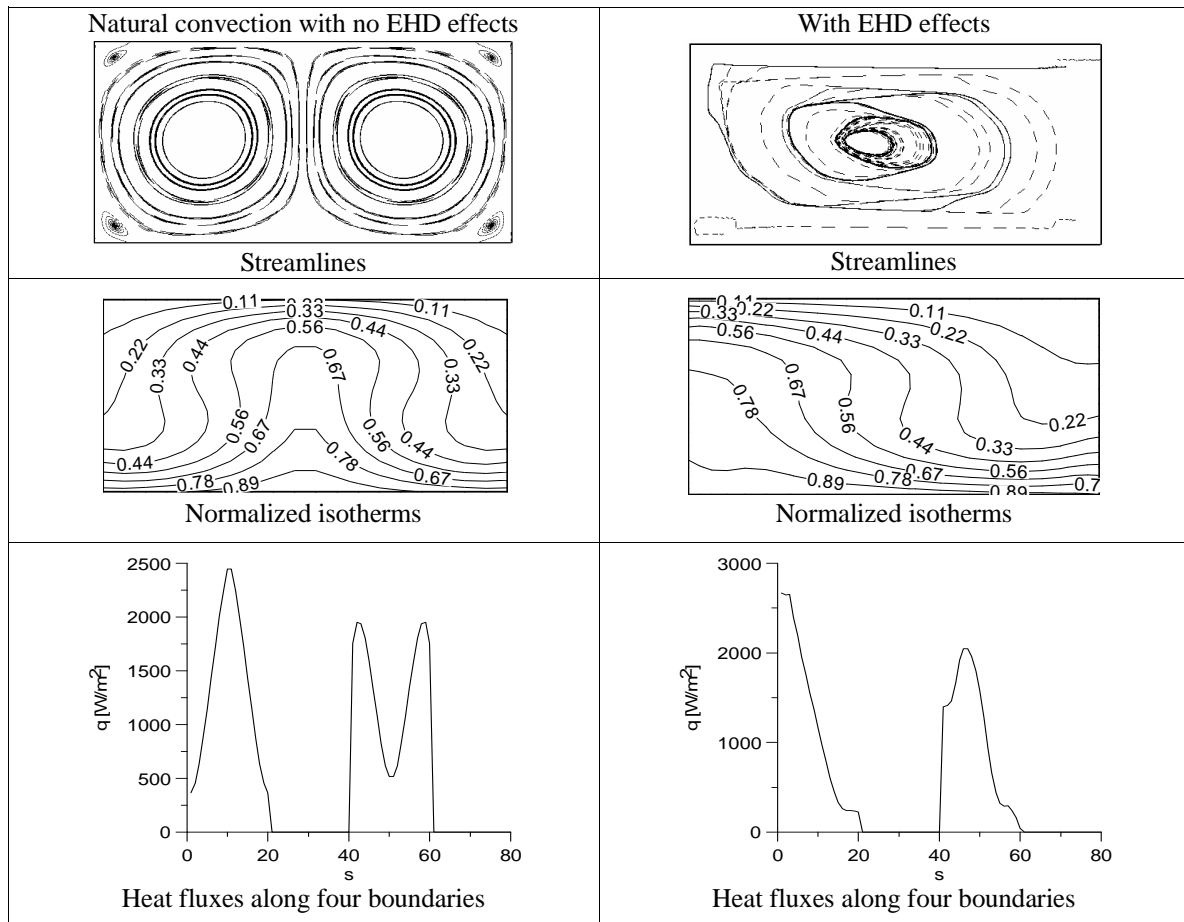 Natural convection with no EHD effects
Streamlines
0.11 0.33 0.11
0.33
0.22 0.44 0.56 0.44 0.22
0.33 0.67 0.33
0.56 0.67 0.56
0.44 0.78 0.44
0.78 0.89 0.67
Normalized isotherms
2500
2000
1500
1000
500
0
q [W/m²]
0 20 40 60 80
s
Heat fluxes along four boundaries
With EHD effects
Streamlines
0.11 0.11
0.33 0.22
0.56 0.44 0.33 0.22
0.78 0.67 0.56 0.22
0.44 0.33
0.67 0.56
0.89 0.78 0.89 0.7
Normalized isotherms
3000
2000
1000
0
q [W/m²]
0 20 40 60 80
s
Heat fluxes along four boundaries